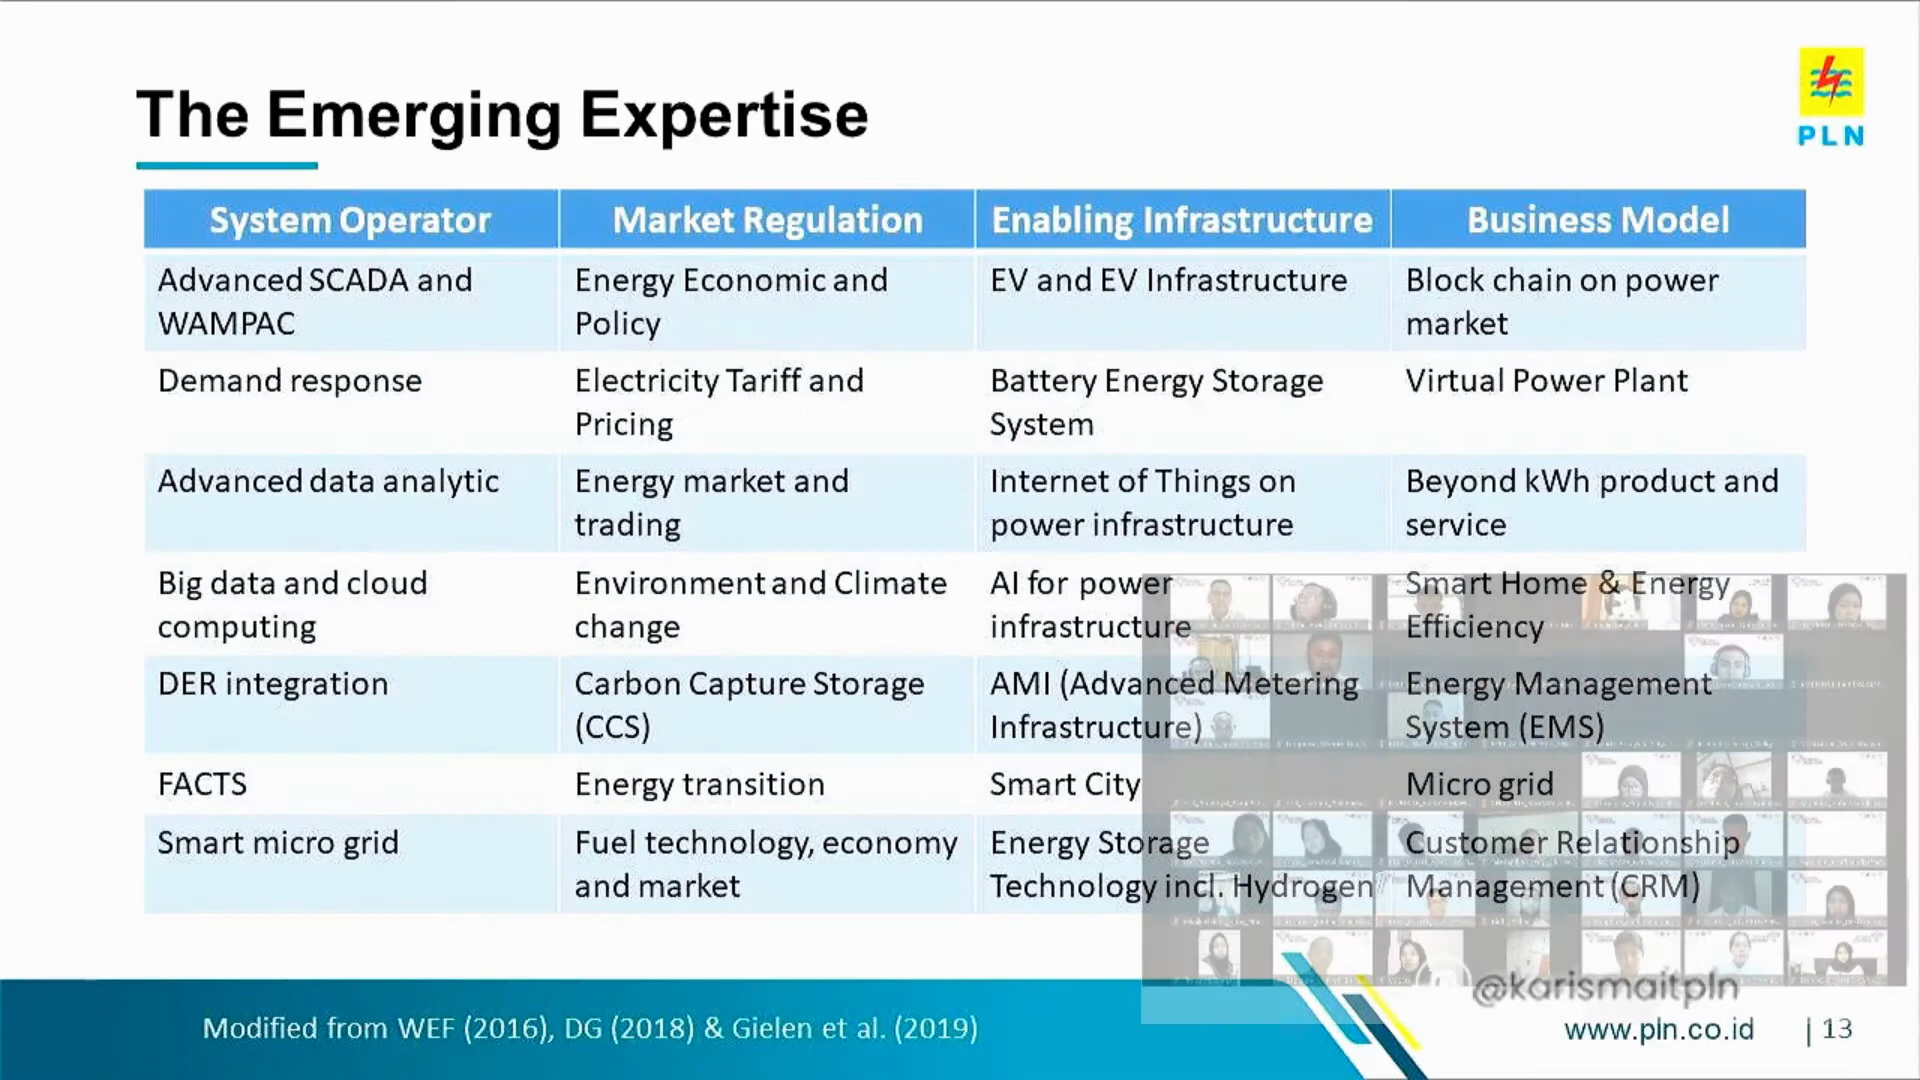 The Emerging Expertise
PLN
System Operator
Market Regulation
Enabling Infrastructure
Business Model
Advanced SCADA and
WAMPAC
Energy Economic and
Policy
EV and EV Infrastructure
Block chain on power
market
Demand response
Electricity Tariff and
Pricing
Battery Energy Storage
System
Virtual Power Plant
Advanced data analytic
Energy market and
trading
Internet of Things on
power infrastructure
Beyond kWh product and
service
Big data and cloud
computing
Environment and Climate
change
AI for power
infrastructure
Smart Home & Energy
Efficiency
DER integration
Carbon Capture Storage
(CCS)
AMI (Advanced Metering
Infrastructure)
Energy Management
System (EMS)
FACTS
Energy transition
Smart City
Micro grid
Smart micro grid
Fuel technology, economy
and market
Energy Storage
Technology incl. Hydrogen
Customer Relationship
Management (CRM)
@karismaitpln
Modified from WEF (2016), DG (2018) & Gielen et al. (2019)
www.pln.co.id
| 13